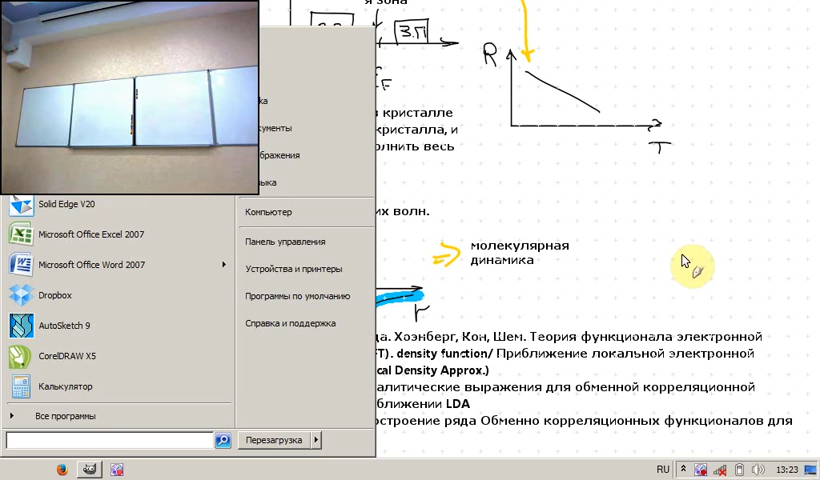 я зона
З.П
R
T
F
в кристалле
кристалла, и
олнить весь
их волн.
молекулярная
динамика
r
да. Хоэнберг, Кон, Шем. Теория функционала электронной
FT). density function/ Приближение локальной электронной
cal Density Approx.)
алитические выражения для обменной корреляционной
ближении LDA
остроение ряда Обменно корреляционных функционалов для
Solid Edge V20
Microsoft Office Excel 2007
Microsoft Office Word 2007
Dropbox
AutoSketch 9
CorelDRAW X5
Калькулятор
Все программы
ка
кументы
бражения
зыка
Компьютер
Панель управления
Устройства и принтеры
Программы по умолчанию
Справка и поддержка
Перезагрузка
RU
13:23